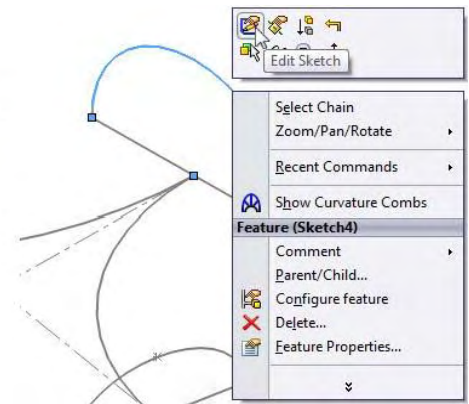 Edit Sketch
Select Chain
Zoom/Pan/Rotate
Recent Commands
Show Curvature Combs
Feature (Sketch4)
Comment
Parent/Child...
Configure feature
Delete...
Feature Properties...